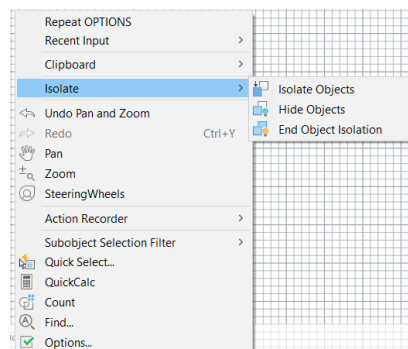 Repeat OPTIONS
Recent Input
Clipboard
Isolate
Isolate Objects
Hide Objects
End Object Isolation
Undo Pan and Zoom
Redo Ctrl+Y
Pan
Zoom
SteeringWheels
Action Recorder
Subobject Selection Filter
Quick Select...
QuickCalc
Count
Find...
Options...